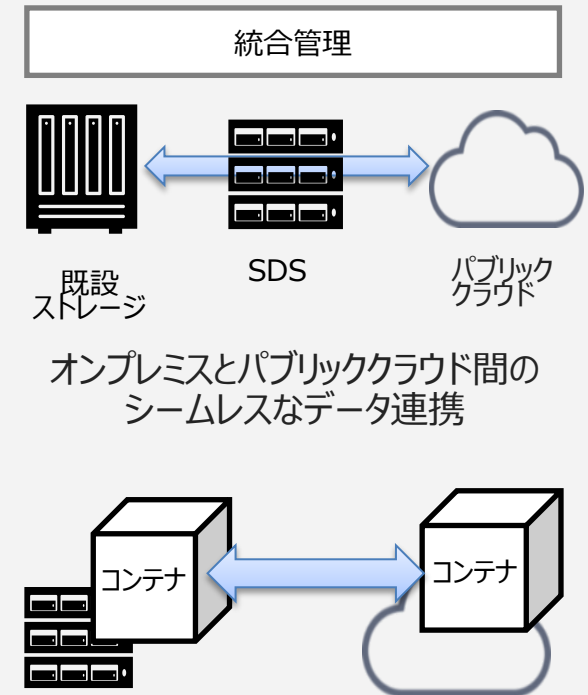 統合管理
既設
ストレージ
SDS
パブリック
クラウド
オンプレミスとパブリッククラウド間の
シームレスなデータ連携
コンテナ
コンテナ